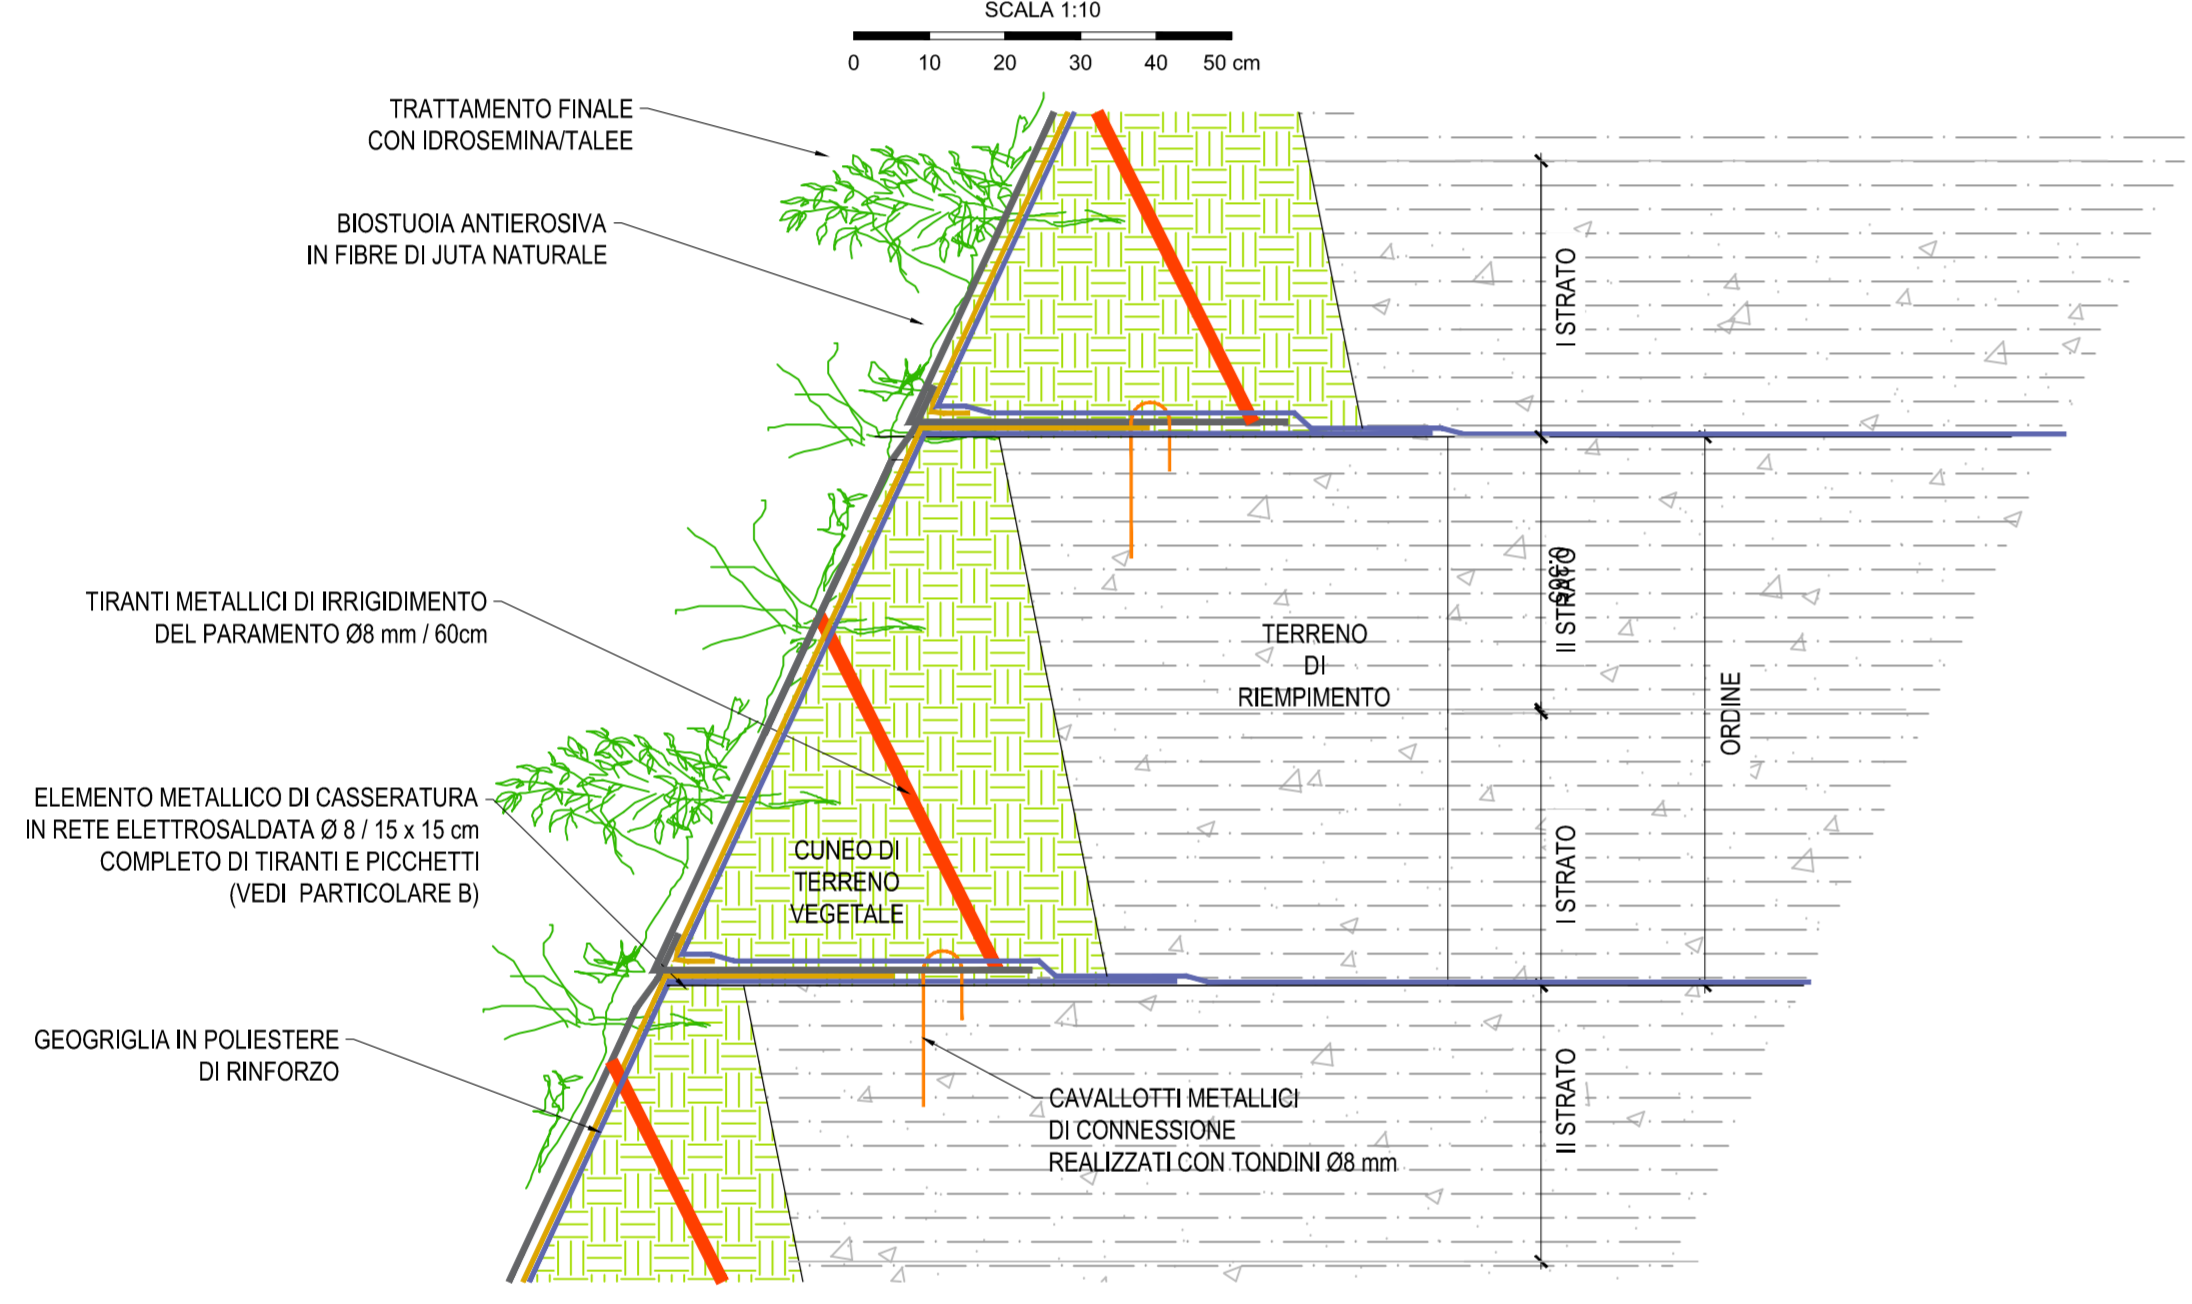 SCALA 1:10
0 10 20 30 40 50 cm
TRATTAMENTO FINALE
CON IDROSEMINA/TALEE
BIOSTUOIA ANTIEROSIVA
IN FIBRE DI JUTA NATURALE
TIRANTI METALLICI DI IRRIGIDIMENTO
DEL PARAMENTO Ø8 mm / 60cm
ELEMENTO METALLICO DI CASSERATURA
IN RETE ELETTROSALDATA Ø 8 / 15 x 15 cm
COMPLETO DI TIRANTI E PICCHETTI
(VEDI PARTICOLARE B)
GEOGRIGLIA IN POLIESTERE
DI RINFORZO
CUNEO DI
TERRENO
VEGETALE
TERRENO
DI
RIEMPIMENTO
CAVALLOTTI METALLICI
DI CONNESSIONE
REALIZZATI CON TONDINI Ø8 mm
I STRATO
II STRATO
I STRATO
II STRATO
ORDINE